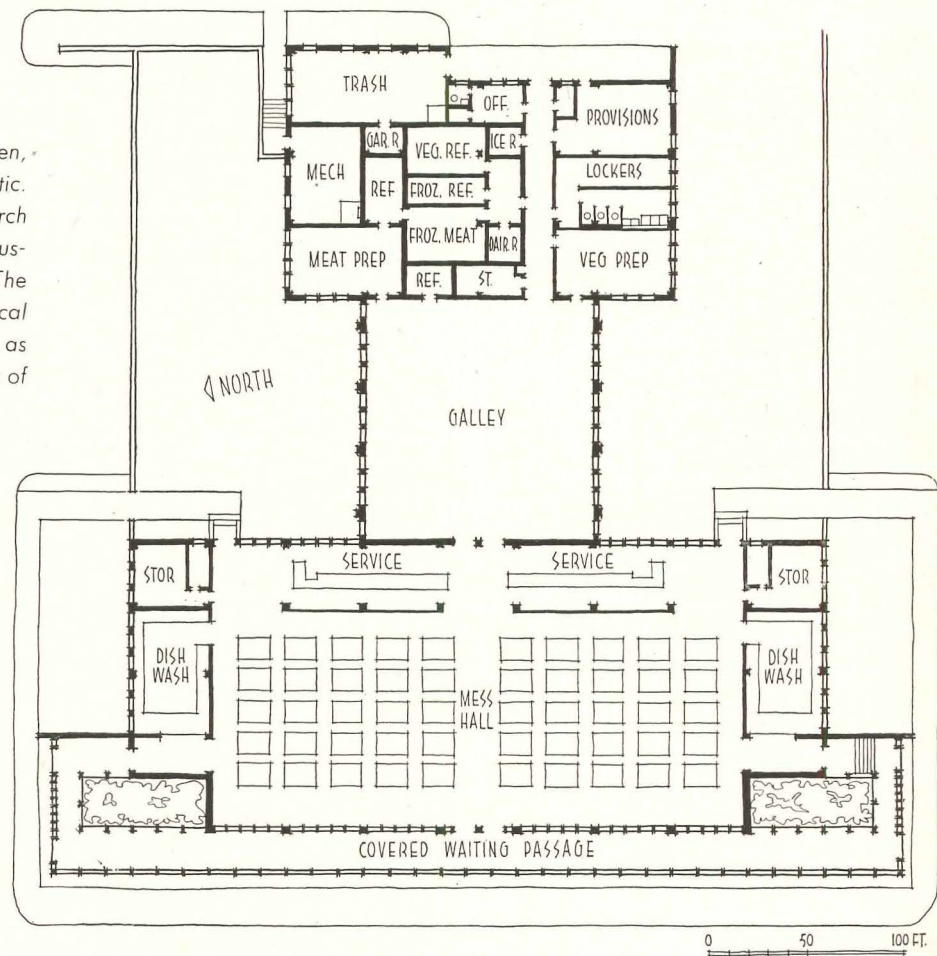 en,
tic.
rch
us-
The
cal
as
of
TRASH
OFF.
PROVISIONS
MECH
GAR. R
VEG. REF.
ICE R
LOCKERS
REF
FROZ. REF.
FROZ. MEAT
DAIR. R
MEAT PREP
VEG PREP
REF.
ST.
NORTH
GALLEY
SERVICE
SERVICE
STOR
STOR
DISH
WASH
DISH
WASH
MESS
HALL
COVERED WAITING PASSAGE
0 50 100 FT.